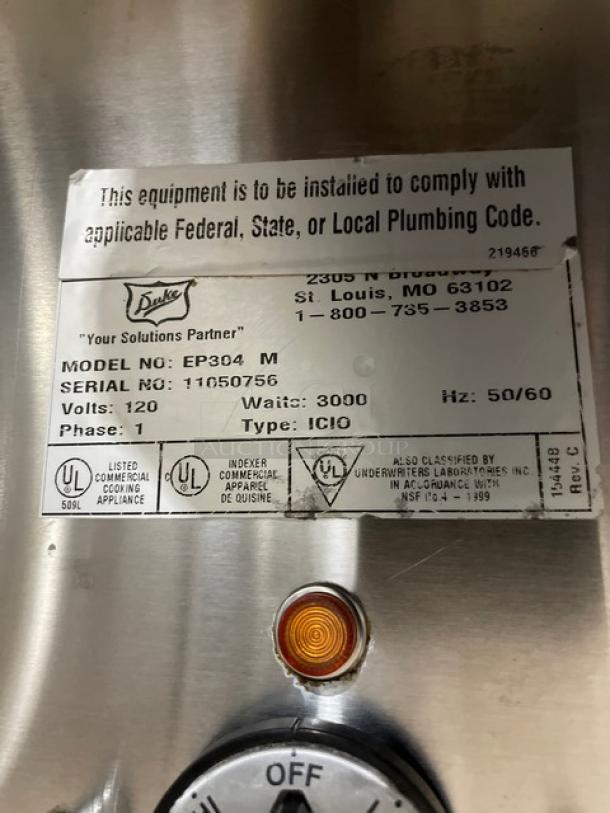 This equipment is to be installed to comply with
applicable Federal, State, or Local Plumbing Code.
219466
2305 N Broadway
Duke
St. Louis, MO 63102
1-800-735-3853
"Your Solutions Partner"
MODEL NO: EP304 M
SERIAL NO: 11050756
Volts: 120 Watts: 3000 Hz: 50/60
Phase: 1 Type: ICIO
UL
509L
LISTED
COMMERCIAL
COOKING
APPLIANCE
C UL
INDEXER
COMMERCIAL
APPAREIL
DE QUISINE
UL
ALSO CLASSIFIED BY
UNDERWRITERS LABORATORIES INC.
IN ACCORDANCE WITH
NSF No.4 - 1999
154448
Rev. C
OFF